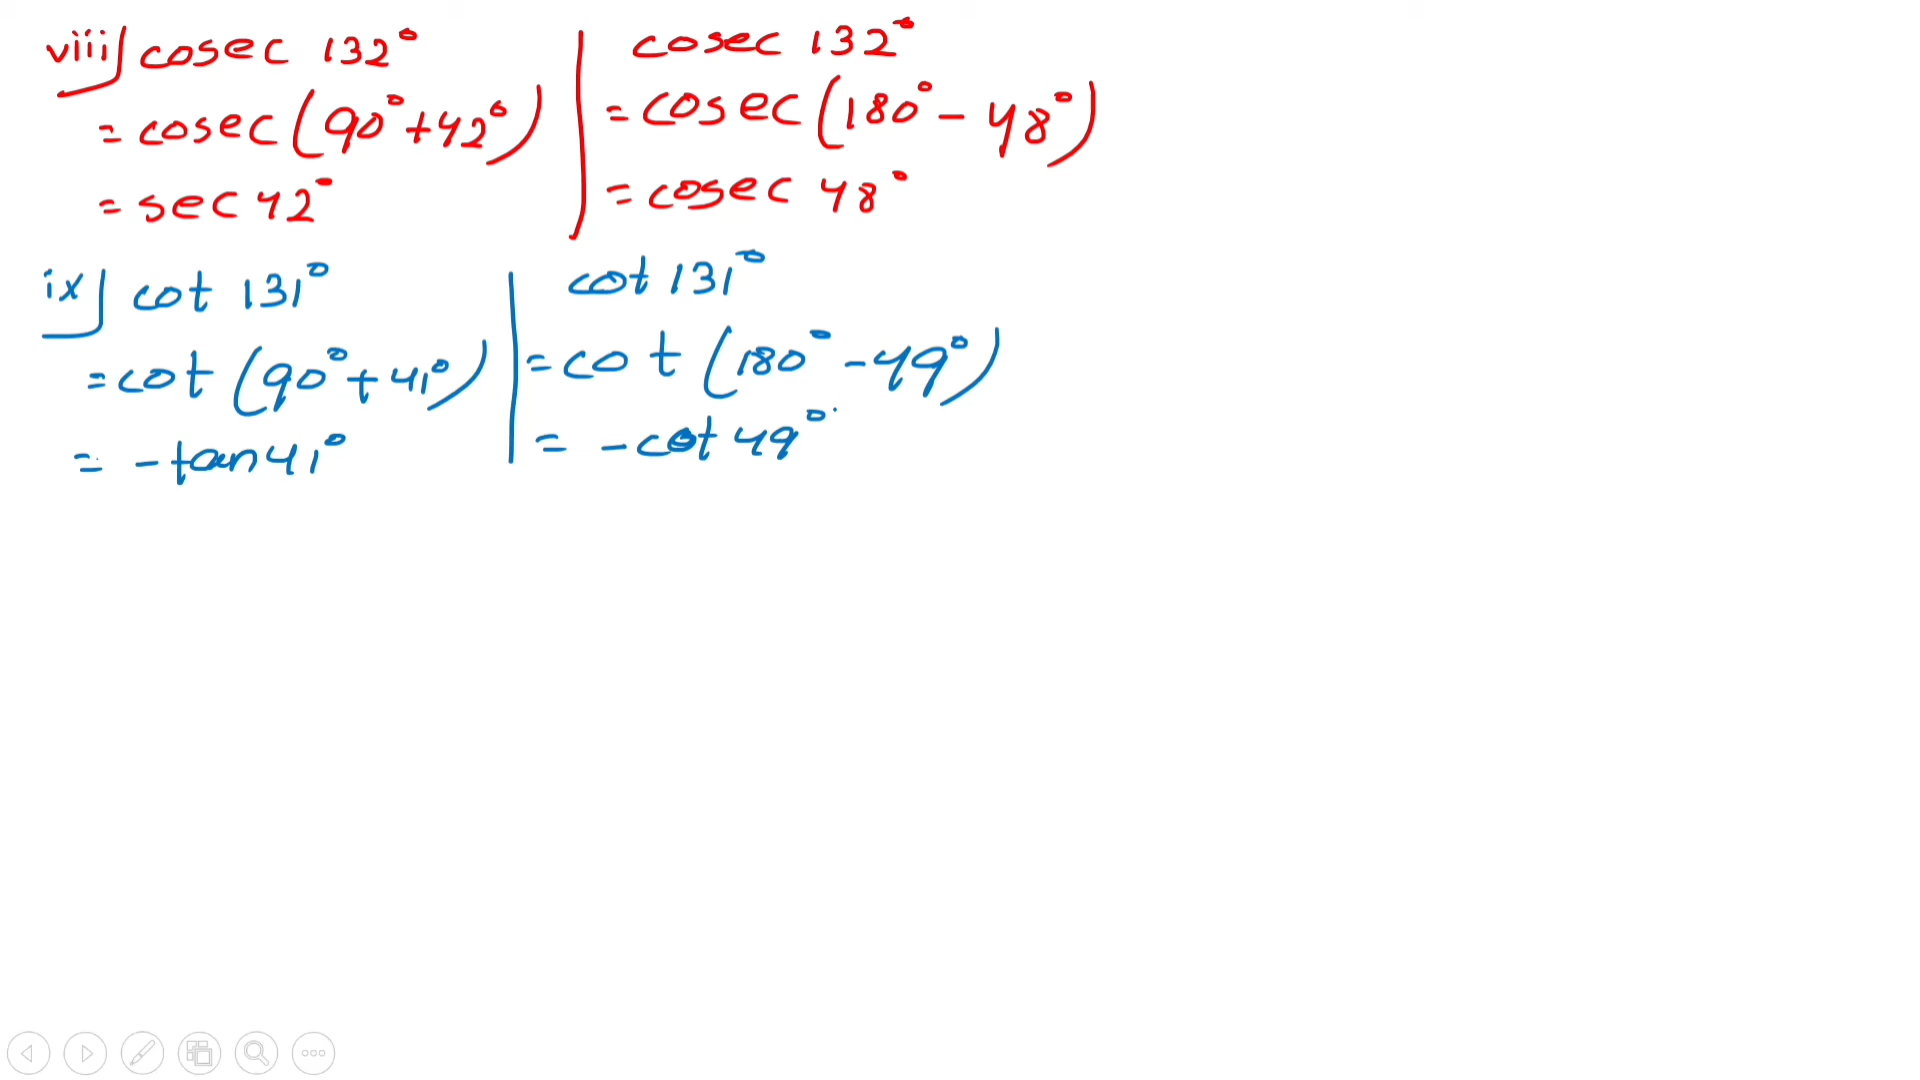 viii) cosec 132°
= cosec (90° + 42°)
= sec 42°
cosec 132°
= cosec (180° - 48°)
= cosec 48°
ix) cot 131°
= cot (90° + 41°)
= - tan 41°
cot 131°
= cot (180° - 49°)
= - cot 49°